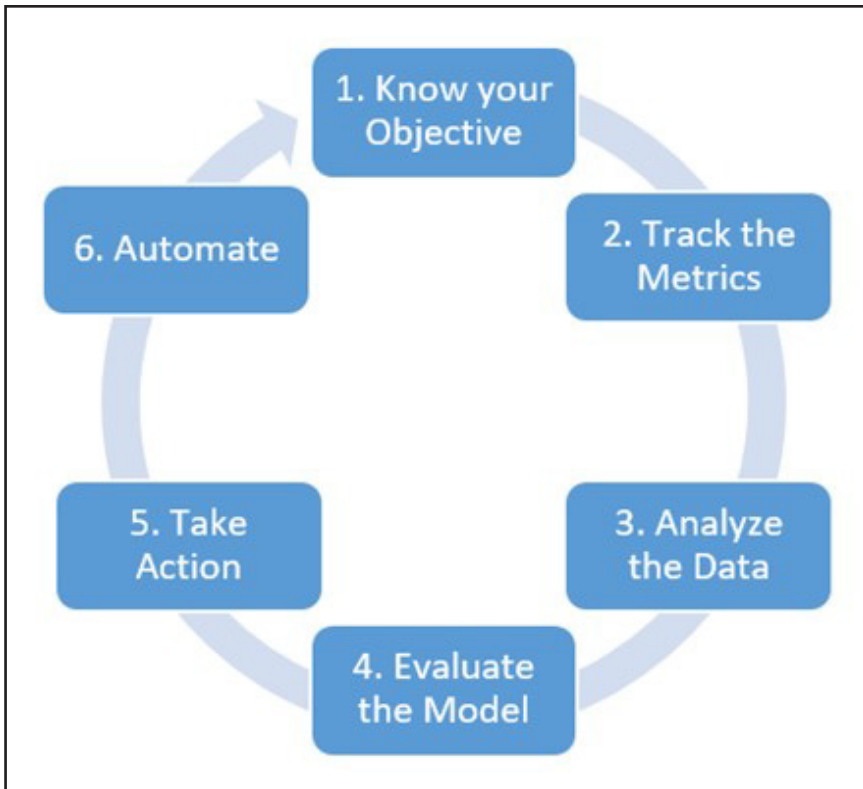 1. Know your
Objective
2. Track the
Metrics
3. Analyze
the Data
4. Evaluate
the Model
5. Take
Action
6. Automate